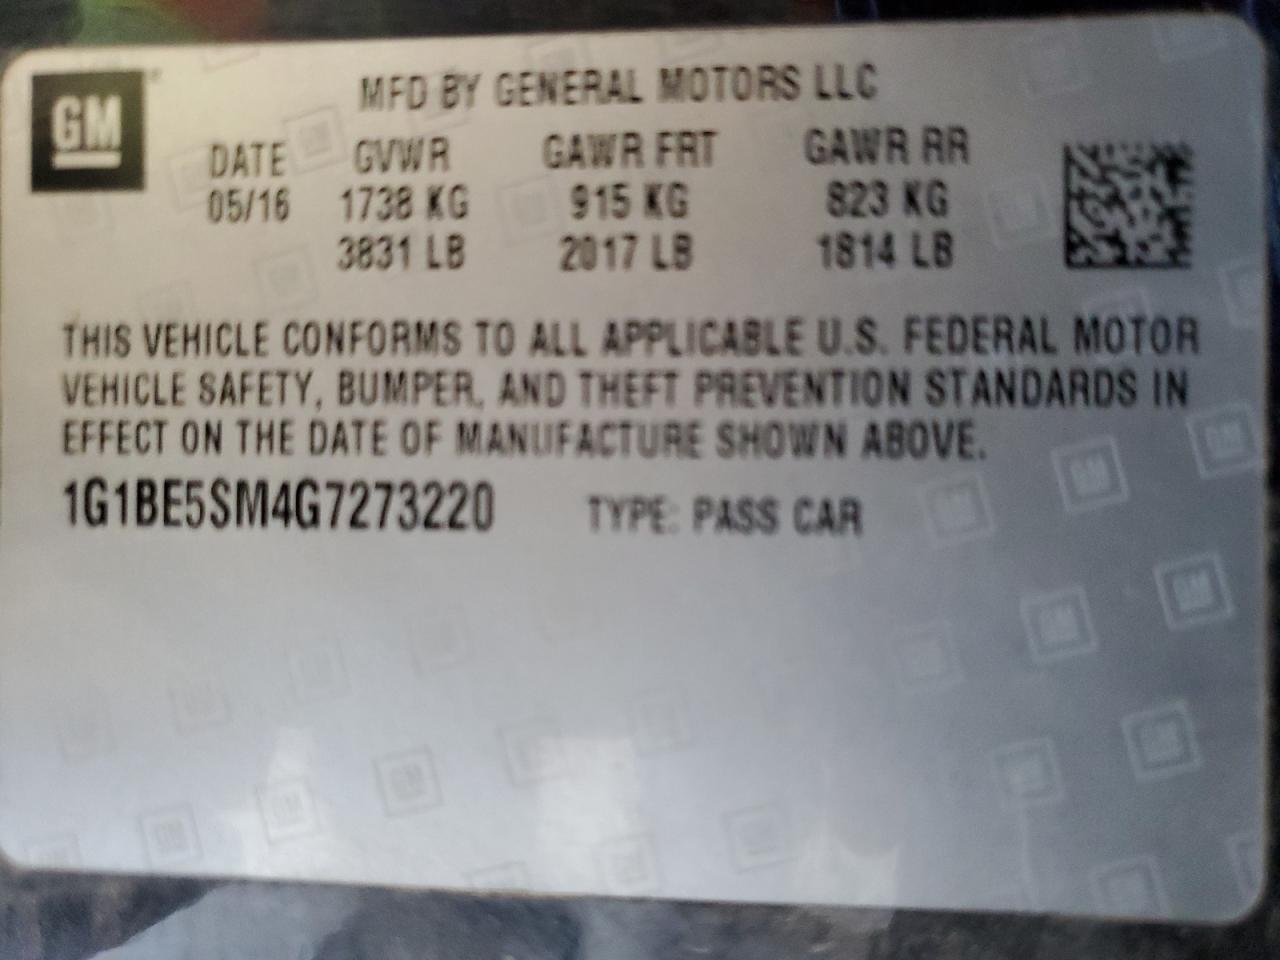 GM
MFD BY GENERAL MOTORS LLC
DATE GVWR GAWR FRT GAWR RR
05/16 1738 KG 915 KG 823 KG
3831 LB 2017 LB 1814 LB
THIS VEHICLE CONFORMS TO ALL APPLICABLE U.S. FEDERAL MOTOR
VEHICLE SAFETY, BUMPER, AND THEFT PREVENTION STANDARDS IN
EFFECT ON THE DATE OF MANUFACTURE SHOWN ABOVE.
1G1BE5SM4G7273220 TYPE: PASS CAR